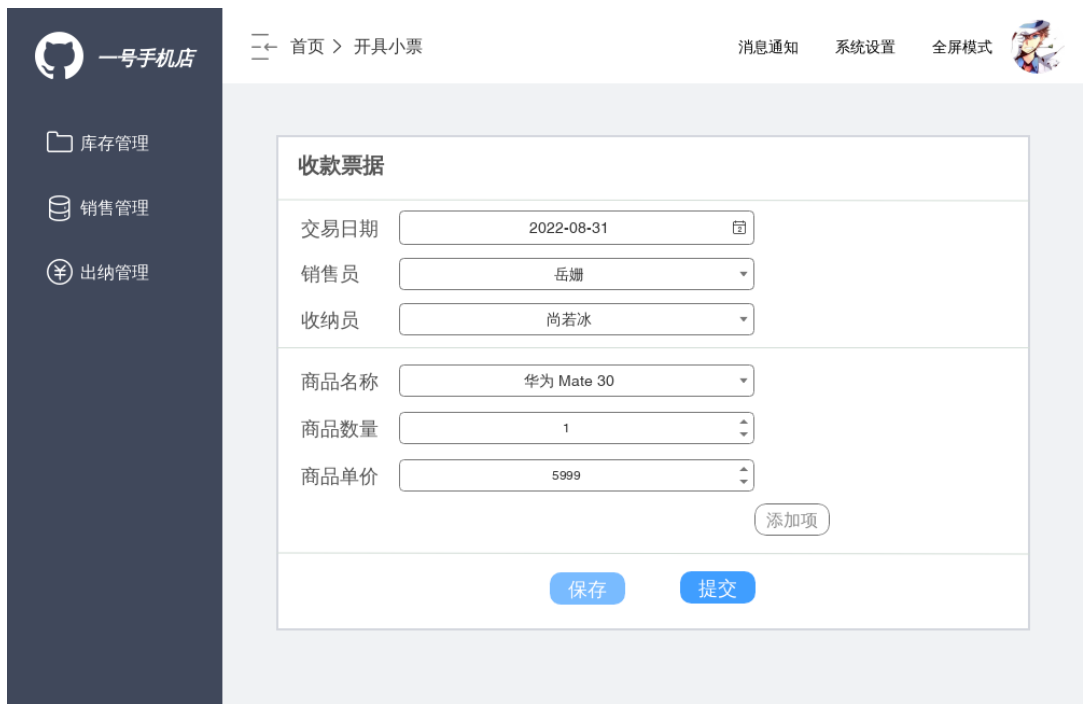 一号手机店
首页 > 开具小票
消息通知 系统设置 全屏模式
库存管理
销售管理
出纳管理
收款票据
交易日期 2022-08-31
销售员 岳姗
收纳员 尚若冰
商品名称 华为 Mate 30
商品数量 1
商品单价 5999
添加项
保存 提交